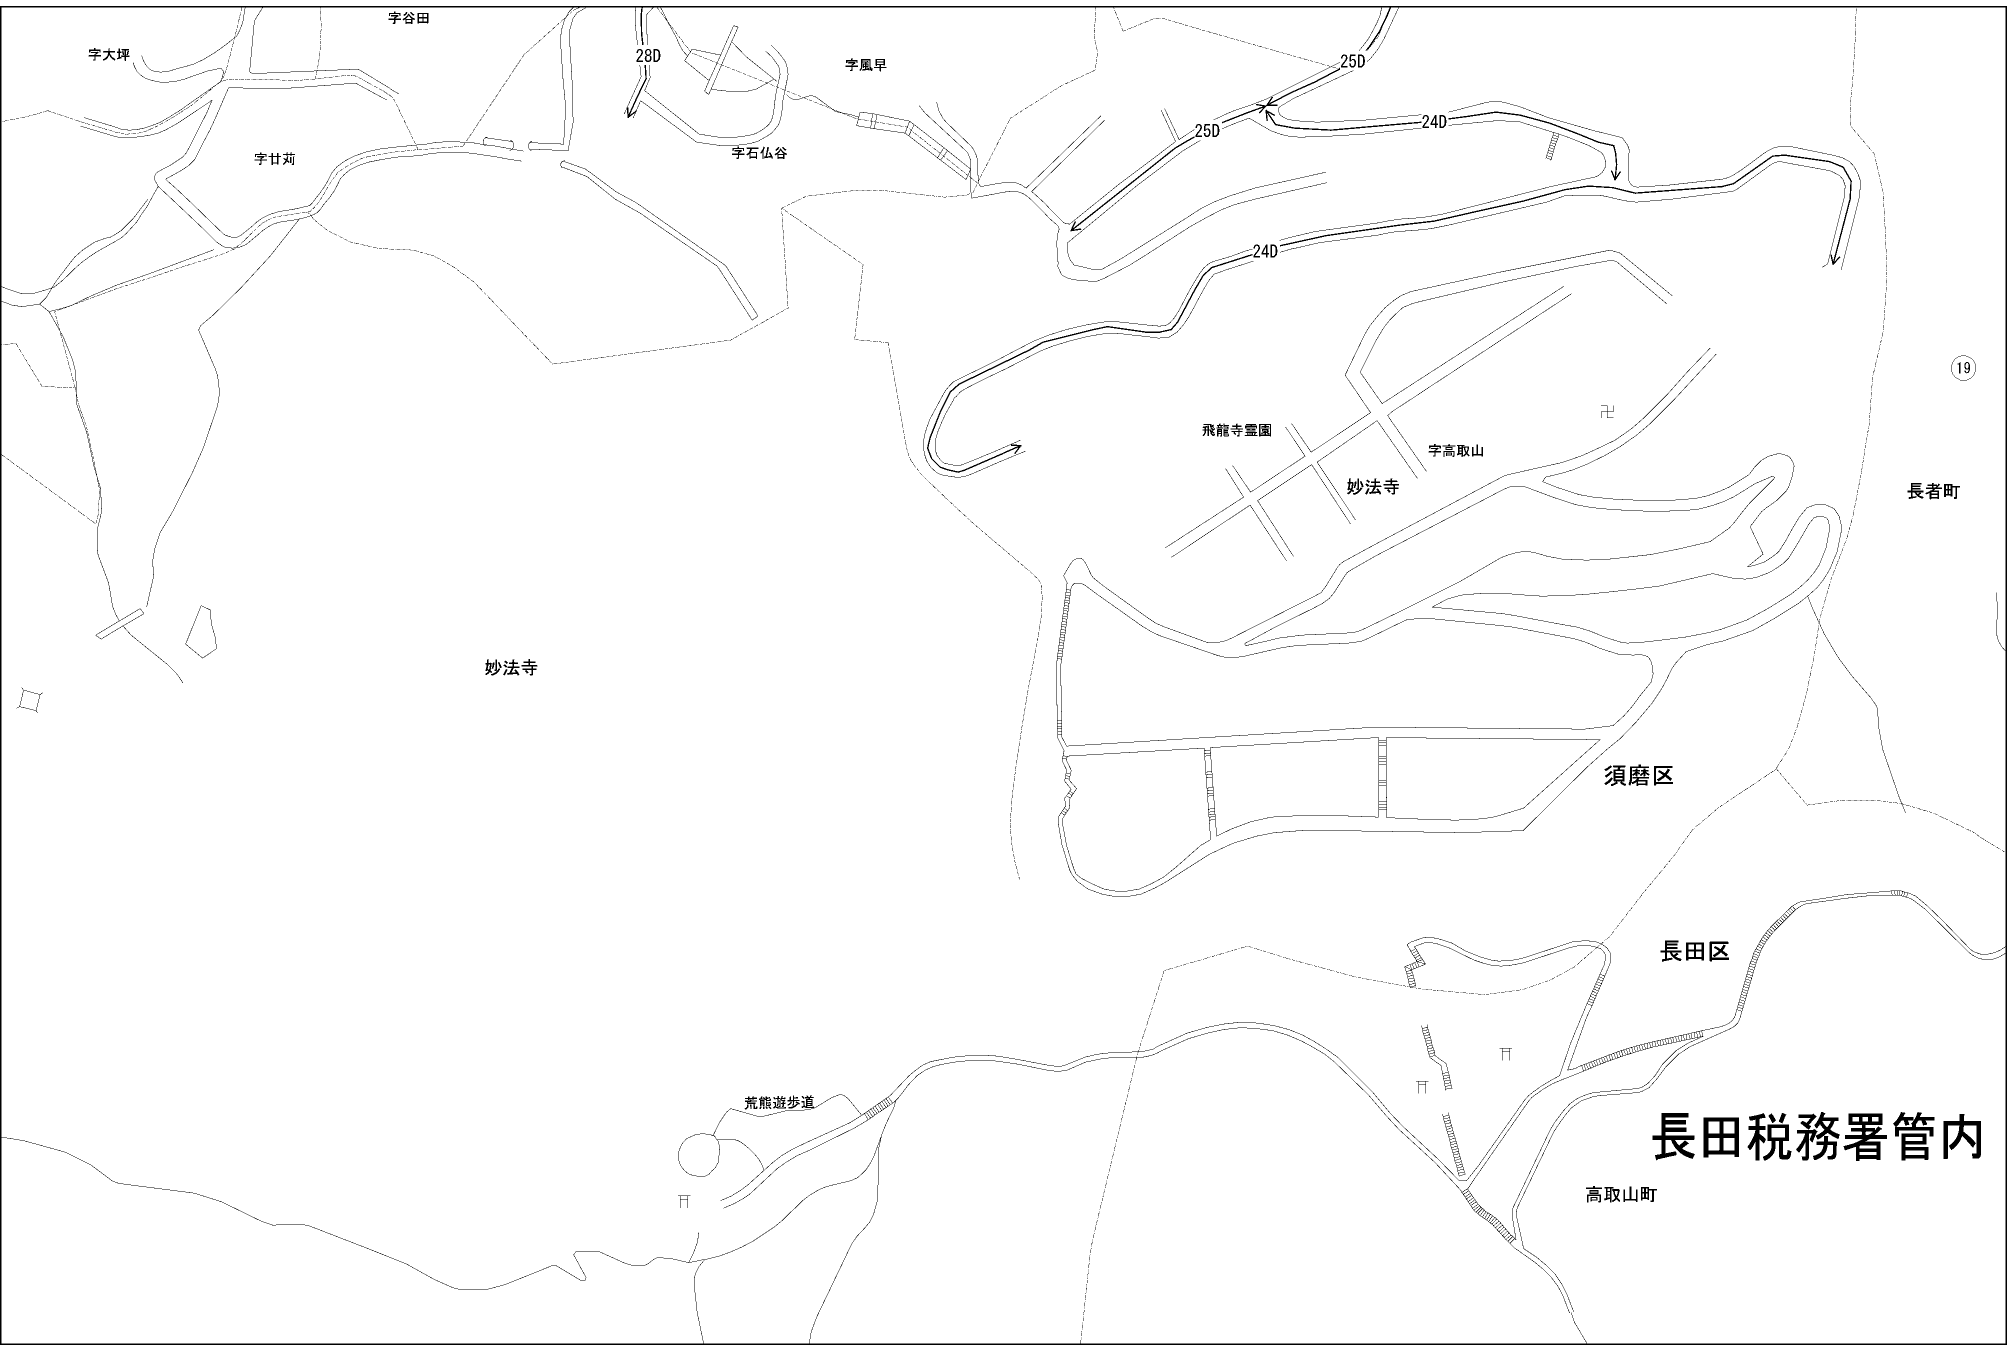 字谷田
字大坪
28D
字風早
25D
字廿苅
字石仏谷
25D
24D
24D
19
飛龍寺霊園
字高取山
妙法寺
長者町
妙法寺
須磨区
長田区
荒熊遊歩道
長田税務署管内
高取山町